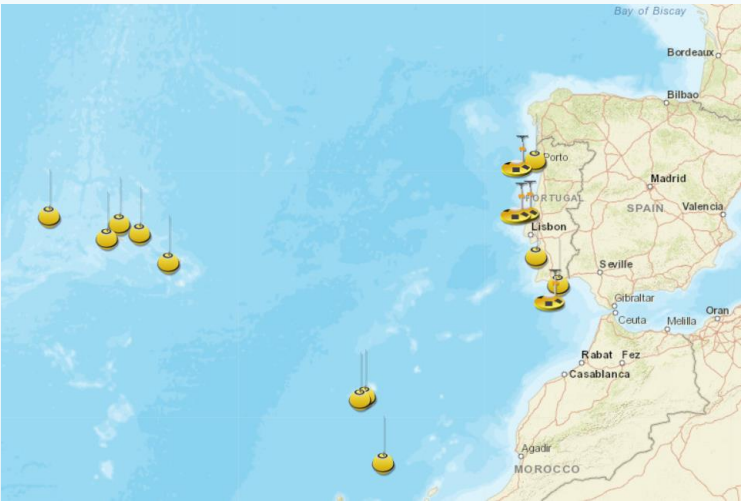 Bay of Biscay
Bordeaux
Bilbao
Porto
Madrid
PORTUGAL
SPAIN
Valencia
Lisbon
Seville
Gibraltar
Ceuta
Melilla
Oran
Rabat
Fez
Casablanca
Agadir
MOROCCO